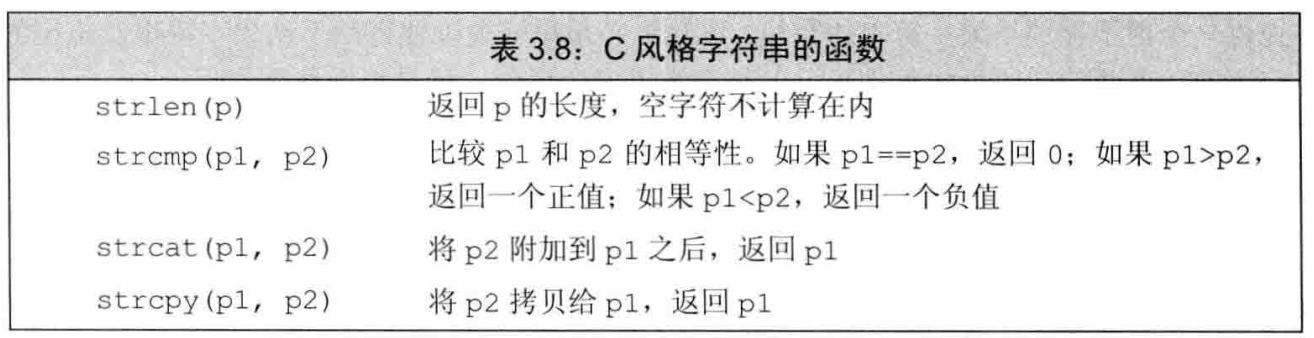 表 3.8：C 风格字符串的函数
strlen(p) 返回 p 的长度，空字符不计算在内
strcmp(p1, p2) 比较 p1 和 p2 的相等性。如果 p1==p2，返回 0；如果 p1>p2，
返回一个正值；如果 p1<p2，返回一个负值
strcat(p1, p2) 将 p2 附加到 p1 之后，返回 p1
strcpy(p1, p2) 将 p2 拷贝给 p1，返回 p1